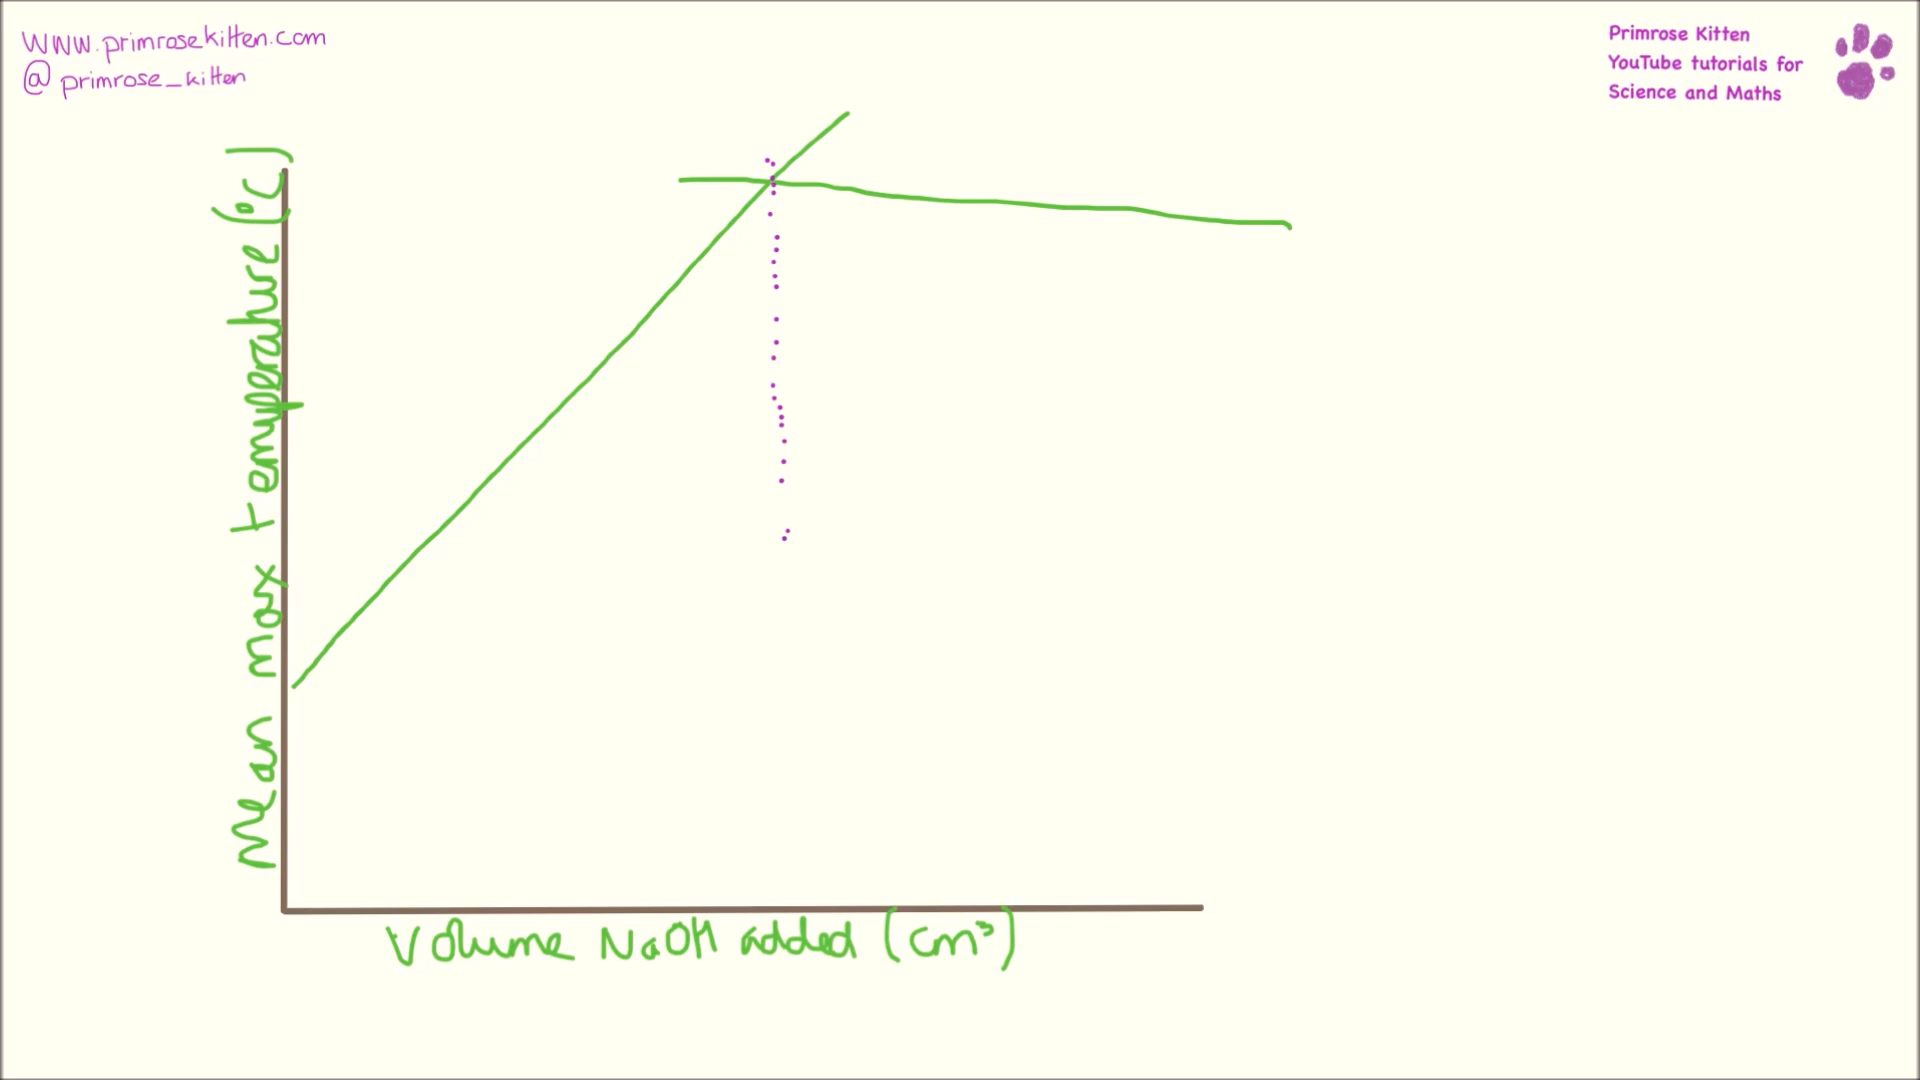 www.primrosekitten.com
@primrose_kitten
Primrose Kitten
YouTube tutorials for
Science and Maths
Mean max temperature (°C)
Volume NaOH added (cm³)